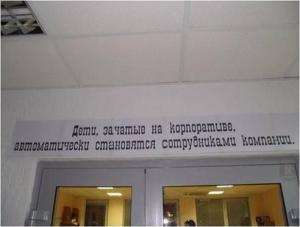 Дети, зачатые на корпоративе,
автоматически становятся сотрудниками компании.